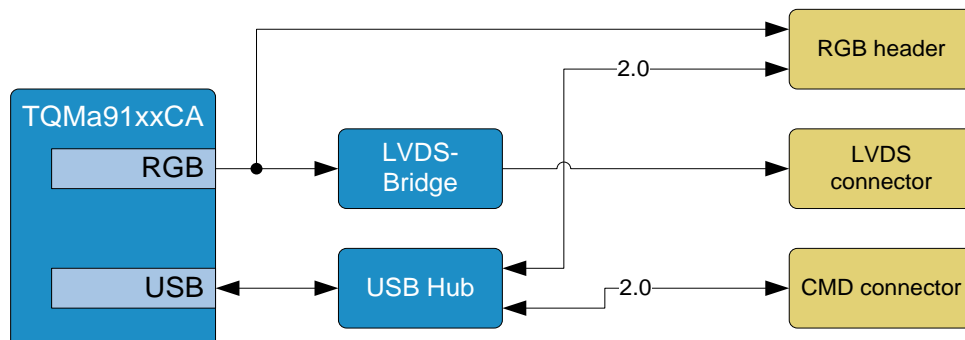 TQMa91xxCA
RGB
USB
LVDS-
Bridge
USB Hub
2.0
2.0
RGB header
LVDS
connector
CMD connector